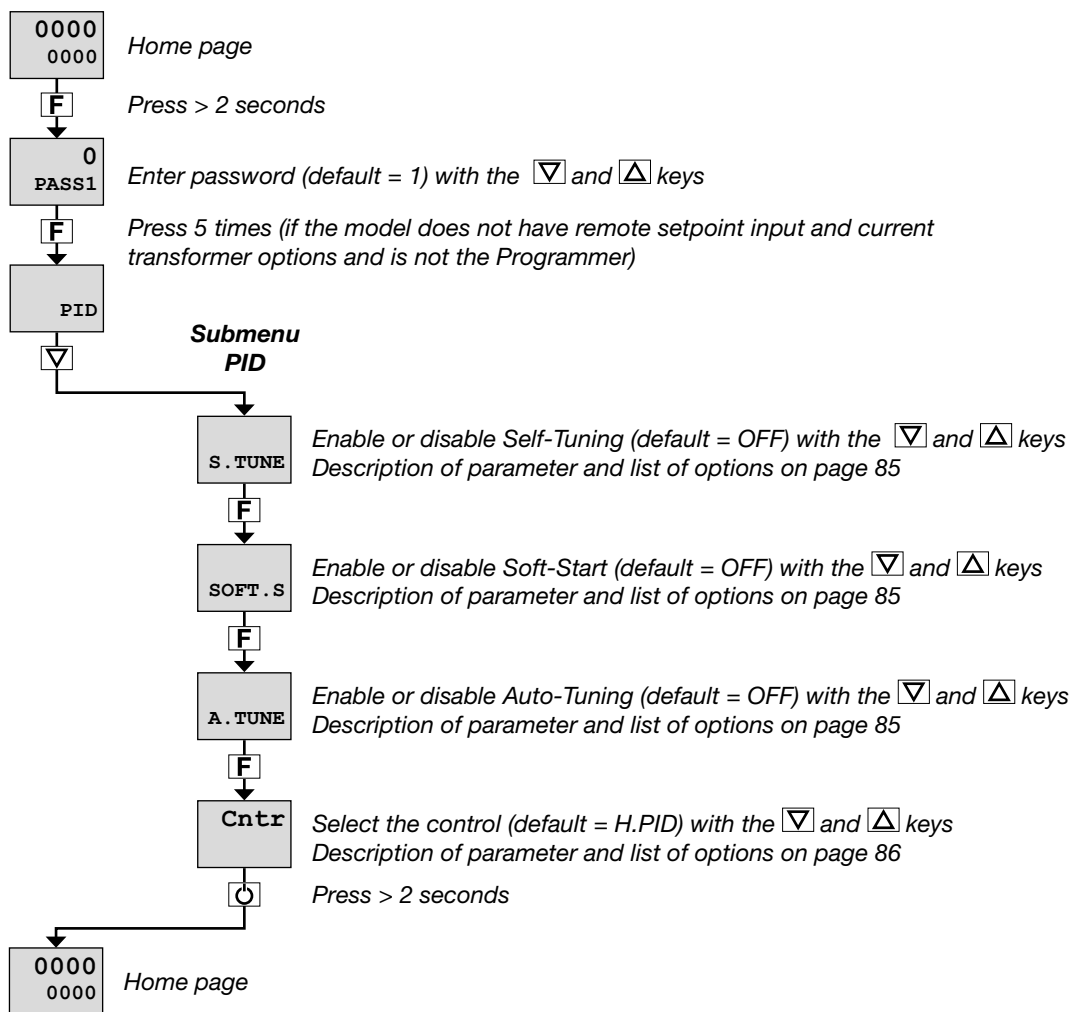 0000
0000
Home page
F
Press > 2 seconds
0
PASS1
Enter password (default = 1) with the ▽ and △ keys
F
Press 5 times (if the model does not have remote setpoint input and current
transformer options and is not the Programmer)
PID
Submenu
PID
S.TUNE
Enable or disable Self-Tuning (default = OFF) with the ▽ and △ keys
Description of parameter and list of options on page 85
F
SOFT.S
Enable or disable Soft-Start (default = OFF) with the ▽ and △ keys
Description of parameter and list of options on page 85
F
A.TUNE
Enable or disable Auto-Tuning (default = OFF) with the ▽ and △ keys
Description of parameter and list of options on page 85
F
Cntr
Select the control (default = H.PID) with the ▽ and △ keys
Description of parameter and list of options on page 86
Press > 2 seconds
0000
0000
Home page